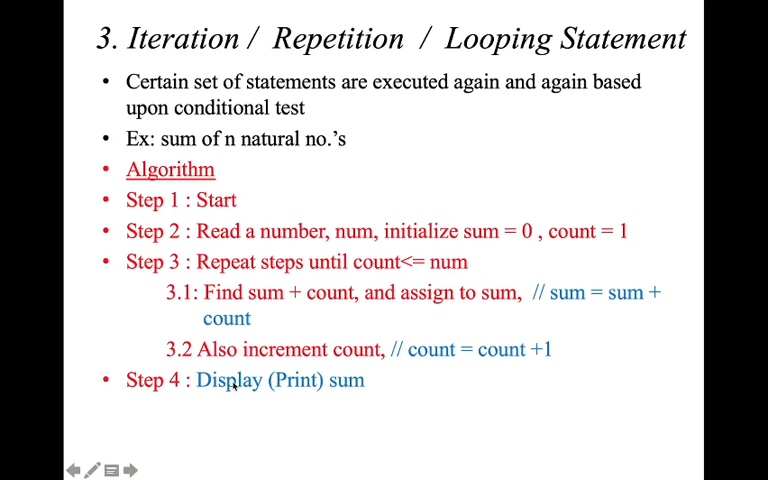 3. Iteration / Repetition / Looping Statement
• Certain set of statements are executed again and again based
upon conditional test
• Ex: sum of n natural no.'s
• Algorithm
• Step 1 : Start
• Step 2 : Read a number, num, initialize sum = 0 , count = 1
• Step 3 : Repeat steps until count<= num
3.1: Find sum + count, and assign to sum, // sum = sum +
count
3.2 Also increment count, // count = count +1
• Step 4 : Display (Print) sum